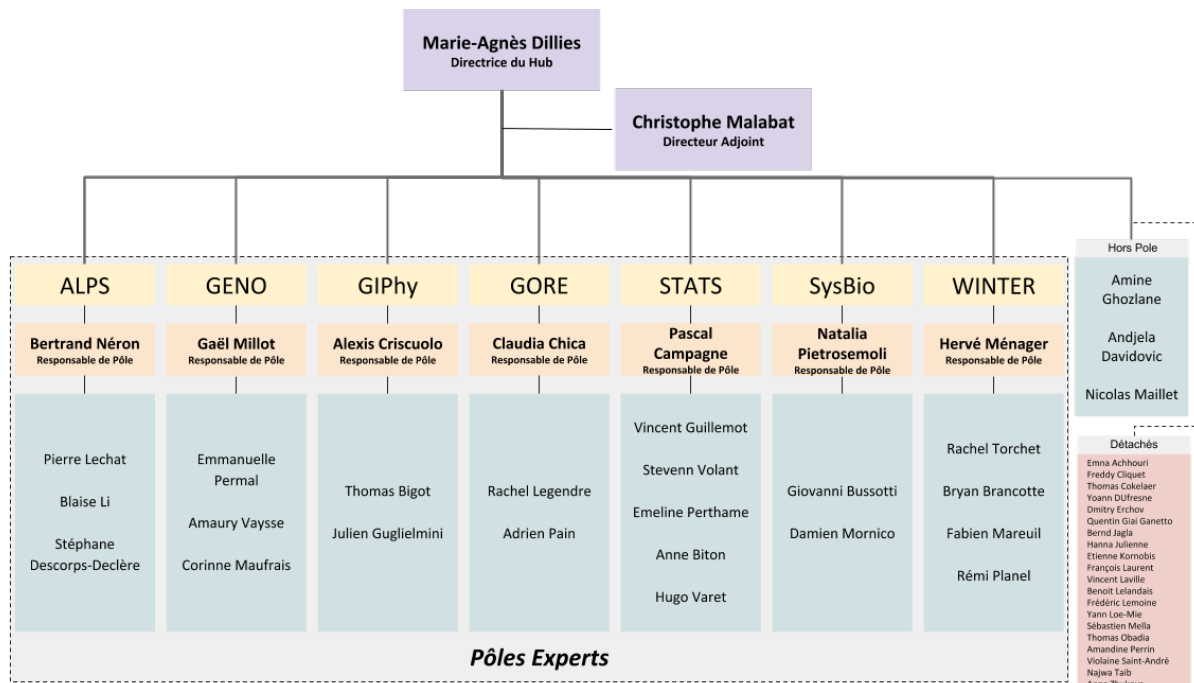 Marie-Agnès Dillies
Directrice du Hub
Christophe Malabat
Directeur Adjoint
ALPS
Bertrand Néron
Responsable de Pôle
Pierre Lechat
Blaise Li
Stéphane
Descorps-Declère
GENO
Gaël Millot
Responsable de Pôle
Emmanuelle
Permal
Amaury Vaysse
Corinne Maufrais
GIPhy
Alexis Criscuolo
Responsable de Pôle
Thomas Bigot
Julien Guglielmini
GORE
Claudia Chica
Responsable de Pôle
Rachel Legendre
Adrien Pain
STATS
Pascal
Campagne
Responsable de Pôle
Vincent Guillemot
Stevenn Volant
Emeline Perthame
Anne Biton
Hugo Varet
SysBio
Natalia
Pietrosemoli
Responsable de Pôle
Giovanni Bussotti
Damien Mornico
WINTER
Hervé Ménager
Responsable de Pôle
Rachel Torchet
Bryan Brancotte
Fabien Mareuil
Rémi Planel
Pôles Experts
Hors Pole
Amine
Ghozlane
Andjela
Davidovic
Nicolas Maillet
Détachés
Emna Achhouri
Freddy Cliquet
Thomas Cokelaer
Yoann DUfresne
Dmitry Erchov
Quentin Giai Ganetto
Bernd Jagla
Hanna Julienne
Etienne Kornobis
François Laurent
Vincent Laville
Benoit Lelandais
Frédéric Lemoine
Yann Loe-Mie
Sébastien Mella
Thomas Obadia
Amandine Perrin
Violaine Saint-André
Najwa Taib